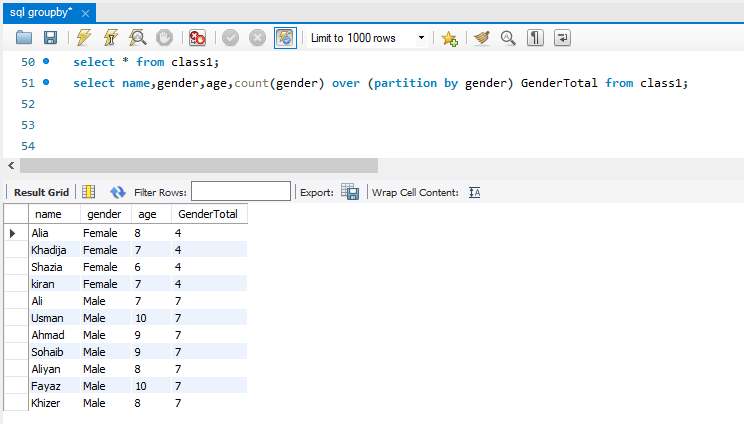 sql groupby*
Limit to 1000 rows
50 select * from class1;
51 select name,gender,age,count(gender) over (partition by gender) GenderTotal from class1;
52
53
54
Result Grid Filter Rows: Export: Wrap Cell Content:
name gender age GenderTotal
Alia Female 8 4
Khadija Female 7 4
Shazia Female 6 4
kiran Female 7 4
Ali Male 7 7
Usman Male 10 7
Ahmad Male 9 7
Sohaib Male 9 7
Aliyan Male 8 7
Fayaz Male 10 7
Khizer Male 8 7